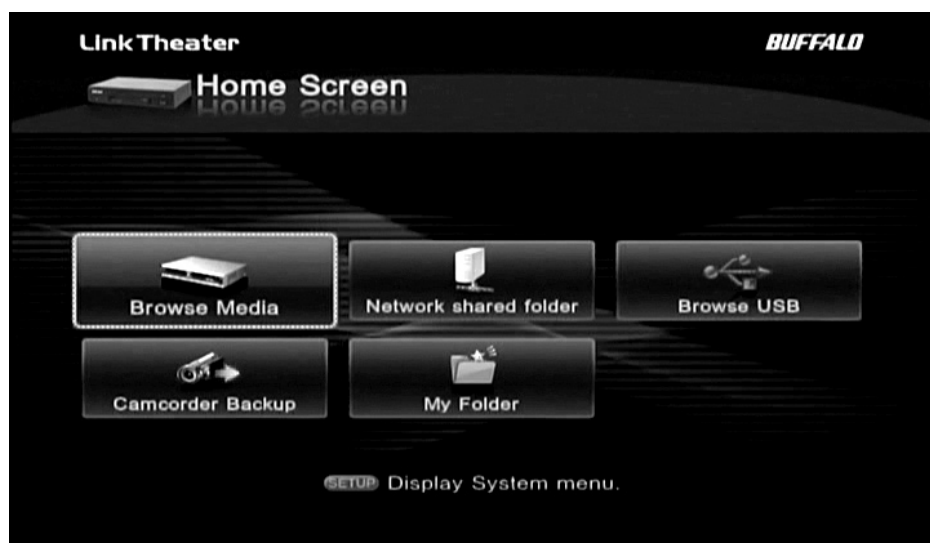 LinkTheater
BUFFALO
Home Screen
Browse Media
Network shared folder
Browse USB
Camcorder Backup
My Folder
SETUP Display System menu.